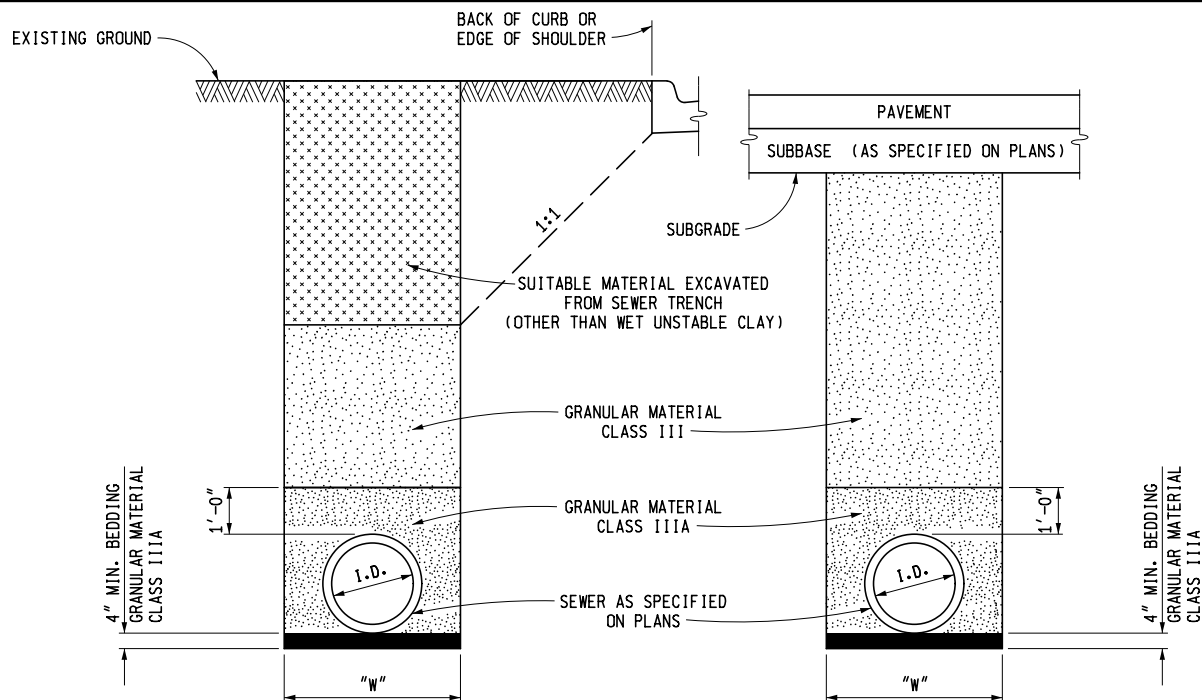 BACK OF CURB OR
EDGE OF SHOULDER
EXISTING GROUND
PAVEMENT
SUBBASE (AS SPECIFIED ON PLANS)
1:1
SUBGRADE
SUITABLE MATERIAL EXCAVATED
FROM SEWER TRENCH
(OTHER THAN WET UNSTABLE CLAY)
GRANULAR MATERIAL
CLASS III
4" MIN. BEDDING
GRANULAR MATERIAL
CLASS IIIA
1'-0"
GRANULAR MATERIAL
CLASS IIIA
1'-0"
4" MIN. BEDDING
GRANULAR MATERIAL
CLASS IIIA
I.D.
I.D.
SEWER AS SPECIFIED
ON PLANS
"W"
"W"